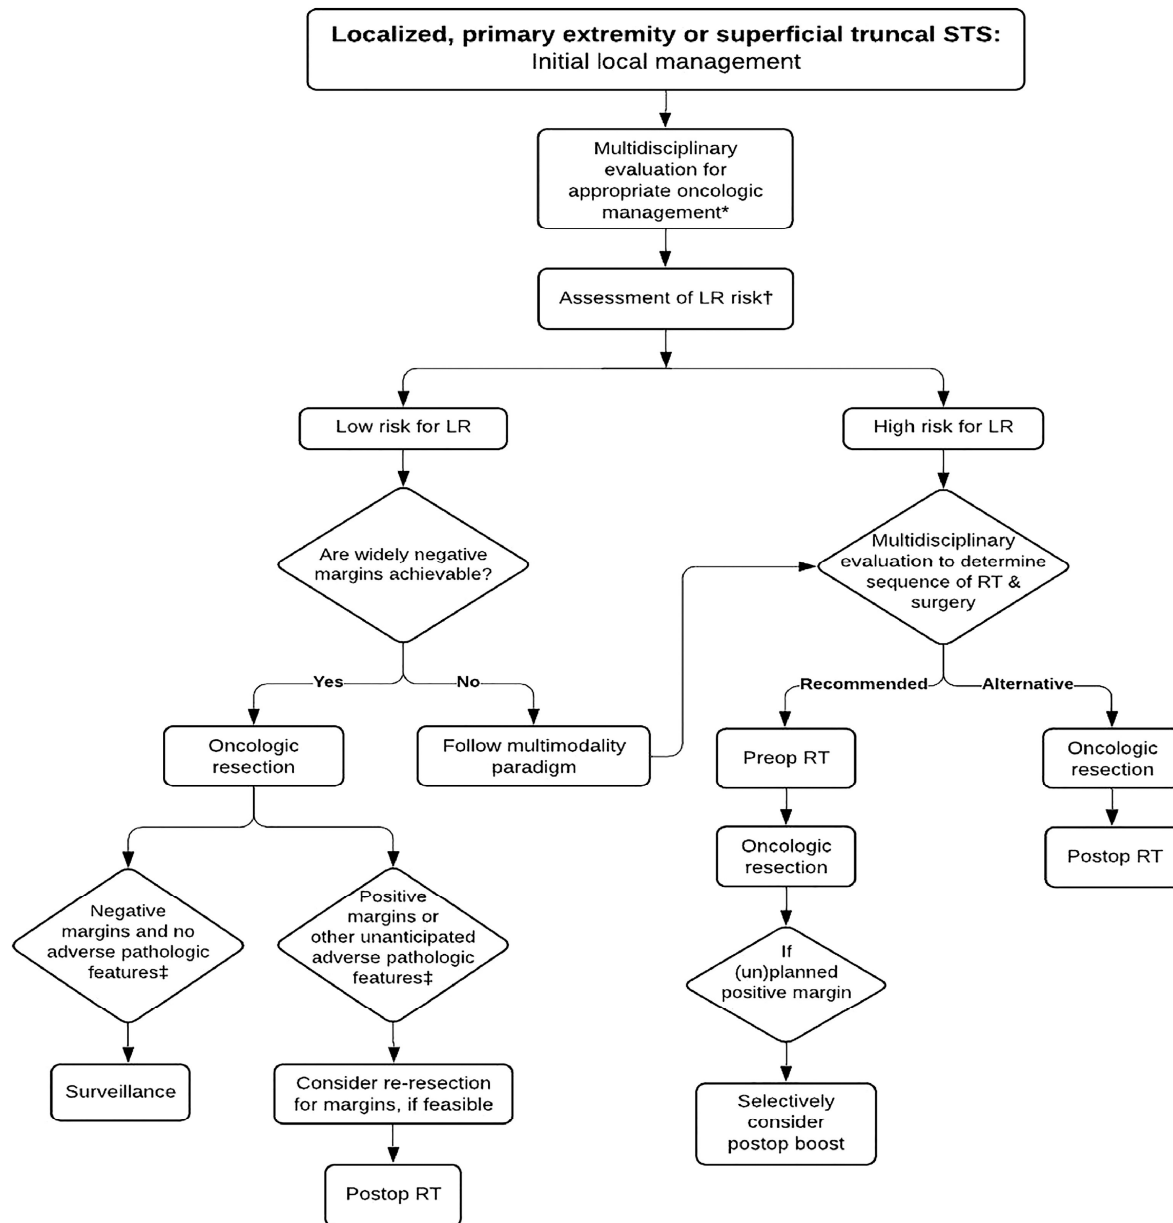 Localized, primary extremity or superficial truncal STS:
Initial local management
Multidisciplinary
evaluation for
appropriate oncologic
management*
Assessment of LR risk†
Low risk for LR
High risk for LR
Are widely negative
margins achievable?
Multidisciplinary
evaluation to determine
sequence of RT &
surgery
Yes
No
Recommended
Alternative
Oncologic
resection
Follow multimodality
paradigm
Preop RT
Oncologic
resection
Oncologic
resection
Postop RT
Negative
margins and no
adverse pathologic
features‡
Positive
margins or
other unanticipated
adverse pathologic
features‡
If
(un)planned
positive margin
Surveillance
Consider re-resection
for margins, if feasible
Selectively
consider
postop boost
Postop RT